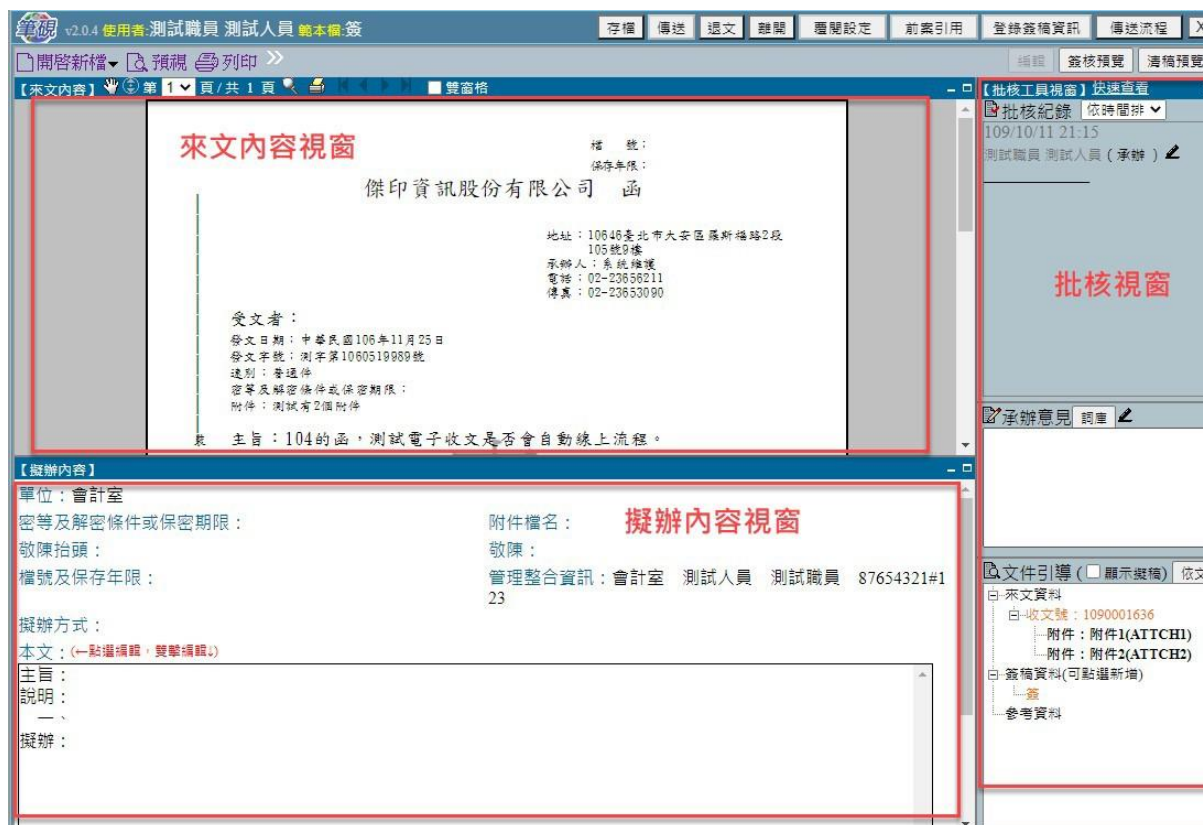 筆硯 v2.0.4 使用者:測試職員 測試人員 範本檔:簽
存檔 傳送 退文 離開 覆閱設定 前案引用 登錄簽稿資訊 傳送流程 X
開啓新檔 預視 列印
編輯 簽核預覽 清稿預覽
【來文內容】 第 1 頁/共 1 頁 雙窗格
來文內容視窗
檔 號：
保存年限：
傑印資訊股份有限公司 函
地址：10646臺北市大安區羅斯福路2段
105號9樓
承辦人：系統維護
電話：02-23656211
傳真：02-23653090
受文者：
發文日期：中華民國106年11月25日
發文字號：測字第1060519989號
速別：普通件
密等及解密條件或保密期限：
附件：測試有2個附件
裝
主旨：104的函，測試電子收文是否會自動線上流程。
【擬辦內容】
單位：會計室
擬辦內容視窗
密等及解密條件或保密期限： 附件檔名：
敬陳抬頭： 敬陳：
檔號及保存年限： 管理整合資訊：會計室 測試人員 測試職員 87654321#1
23
擬辦方式：
本文：(←點選編輯，雙擊編輯↓)
主旨：
說明：
一、
擬辦：
【批核工具視窗】快速查看
批核紀錄 依時間排
109/10/11 21:15
測試職員 測試人員 ( 承辦 )
批核視窗
承辦意見 詞庫
文件引導 ( 顯示擬稿) 依文
來文資料
收文號：1090001636
附件：附件1(ATTCH1)
附件：附件2(ATTCH2)
簽稿資料(可點選新增)
簽
參考資料